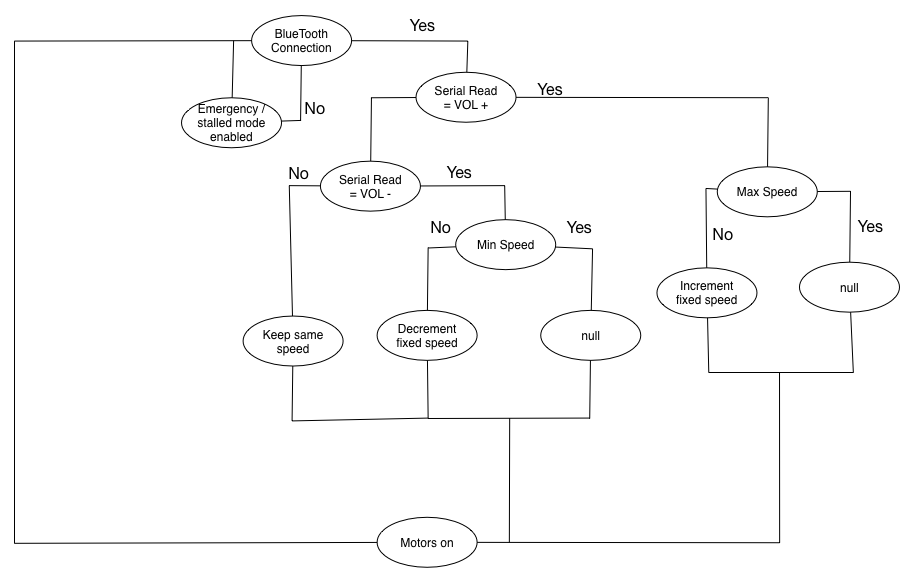 BlueTooth
Connection
Yes
Serial Read
= VOL +
Yes
Emergency /
stalled mode
enabled
No
No
Serial Read
= VOL -
Yes
Max Speed
No
Yes
No
Min Speed
Yes
Increment
fixed speed
null
Keep same
speed
Decrement
fixed speed
null
Motors on